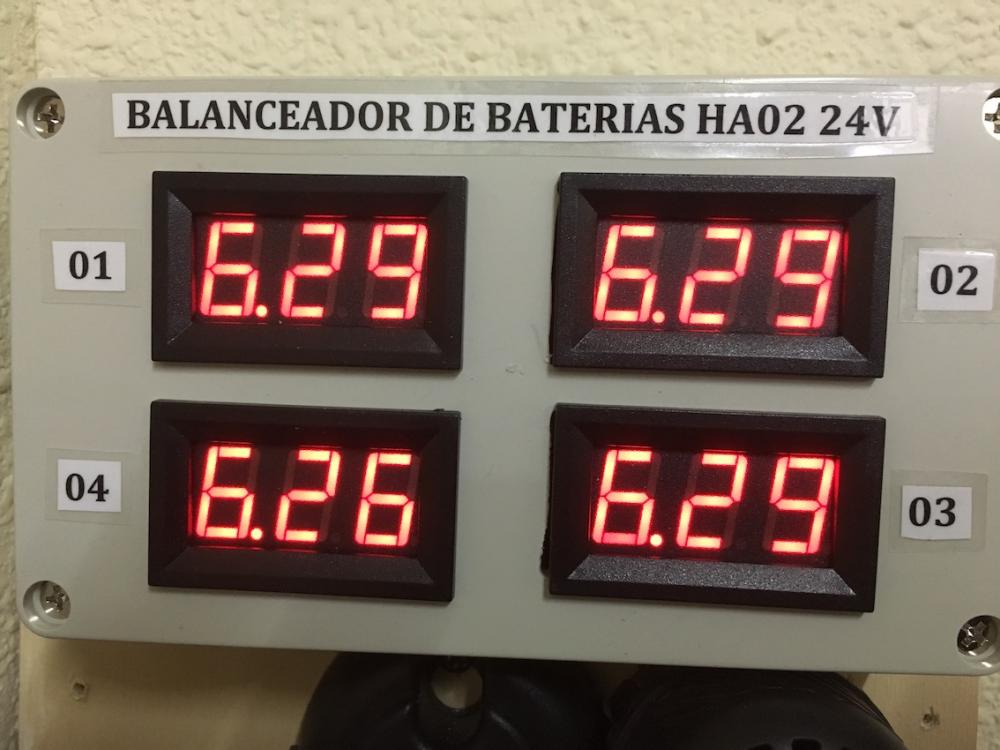 BALANCEADOR DE BATERIAS HA02 24V
01 6.29 6.29 02
04 6.26 6.29 03